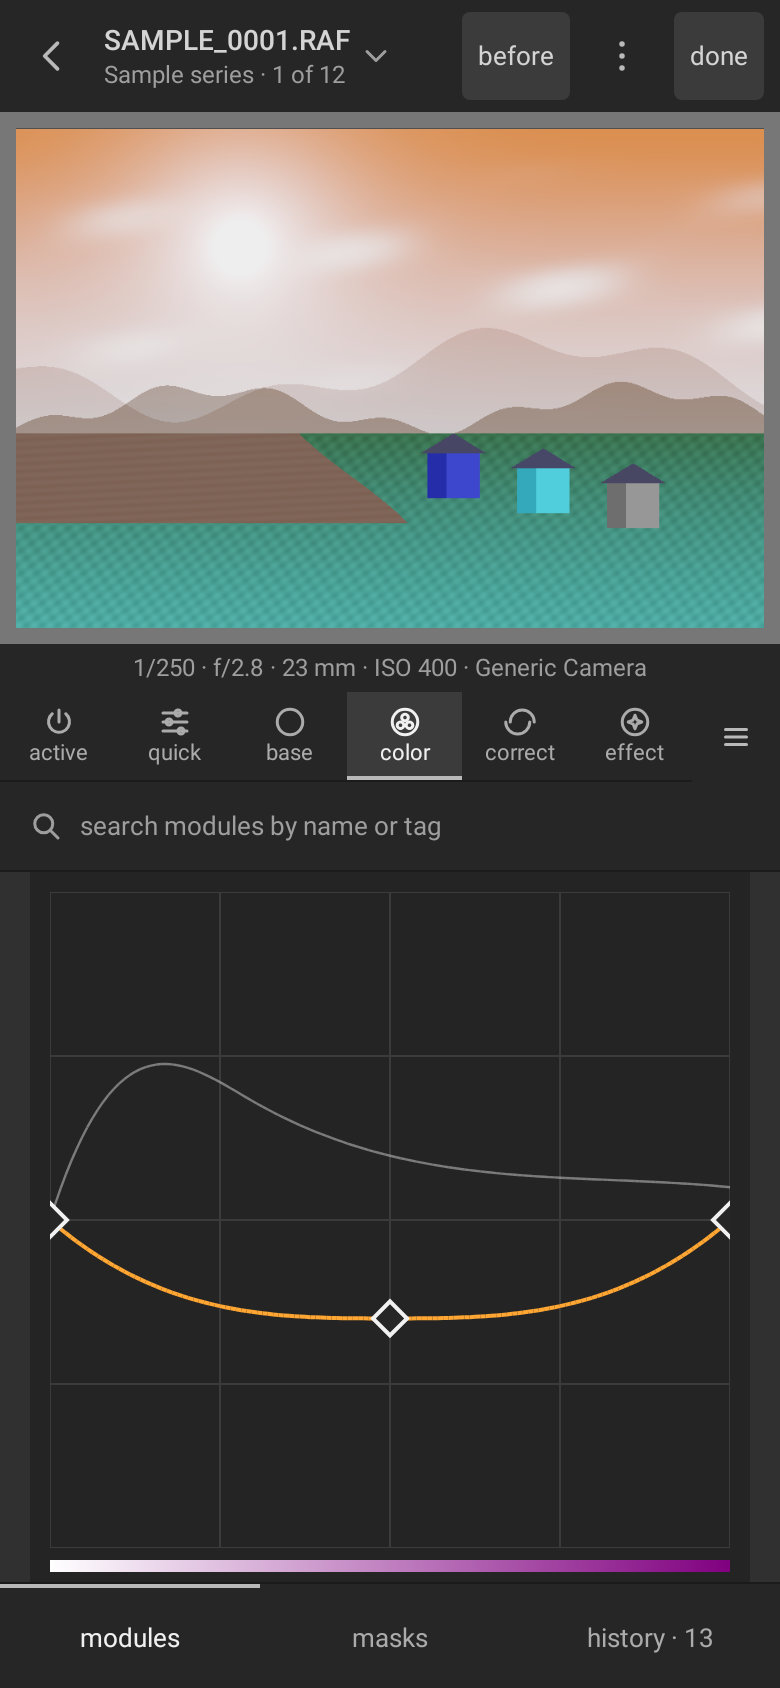 SAMPLE_0001.RAF
Sample series · 1 of 12
before
done
1/250 · f/2.8 · 23 mm · ISO 400 · Generic Camera
active
quick
base
color
correct
effect
search modules by name or tag
modules
masks
history · 13